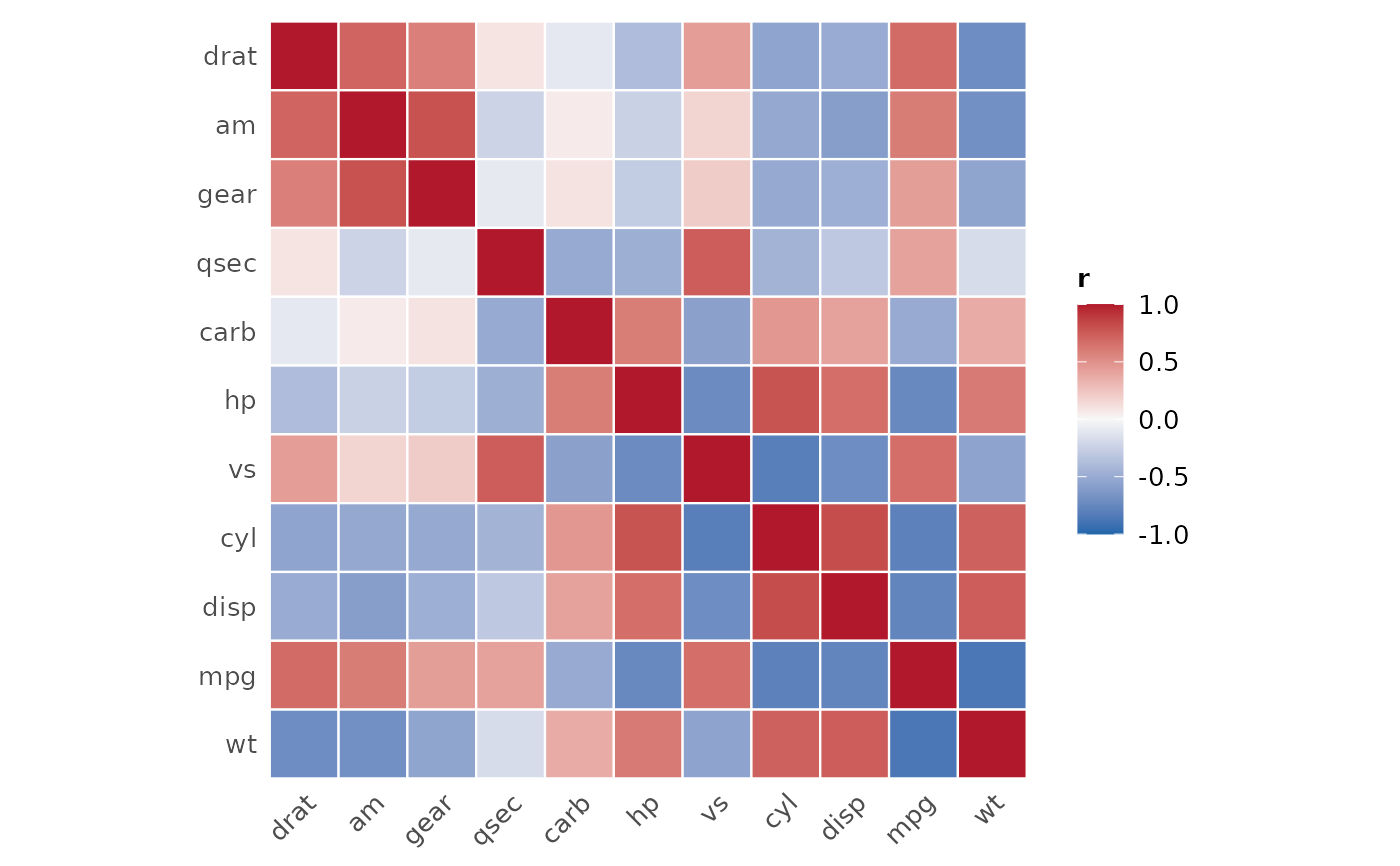 drat
am
gear
qsec
carb
hp
vs
cyl
disp
mpg
wt
drat am gear qsec carb hp vs cyl disp mpg wt
r
1.0
0.5
0.0
-0.5
-1.0